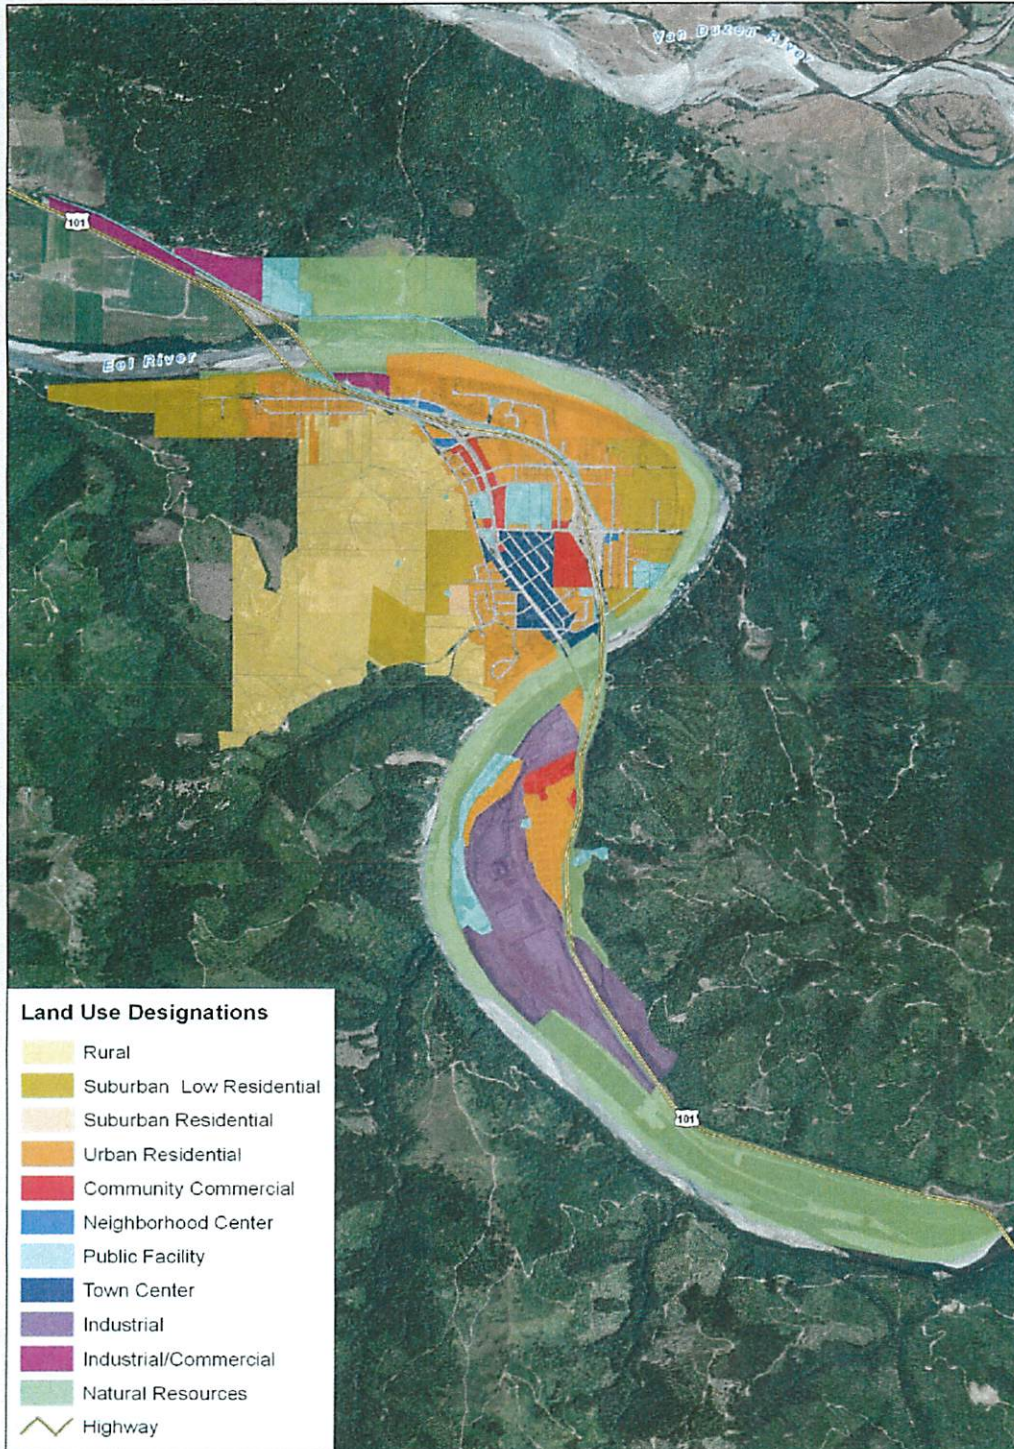 Van Duzen River
101
Eel River
101
Land Use Designations
Rural
Suburban Low Residential
Suburban Residential
Urban Residential
Community Commercial
Neighborhood Center
Public Facility
Town Center
Industrial
Industrial/Commercial
Natural Resources
Highway